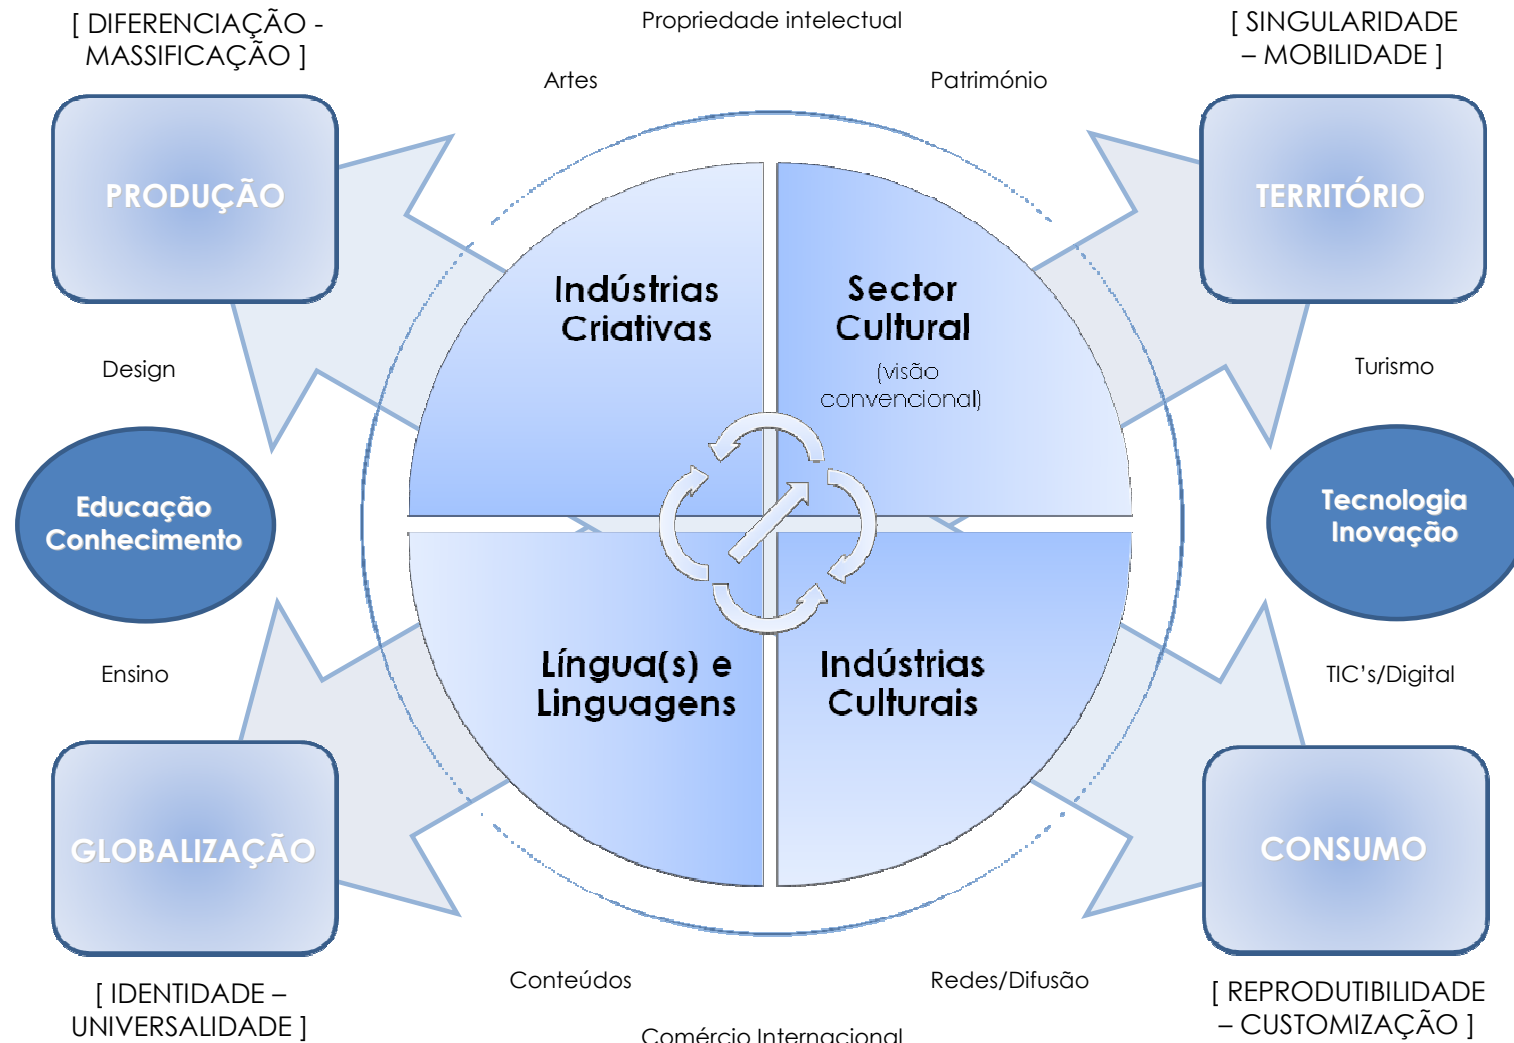 [ DIFERENCIAÇÃO -
MASSIFICAÇÃO ]
Propriedade intelectual
[ SINGULARIDADE
– MOBILIDADE ]
Artes
Património
PRODUÇÃO
TERRITÓRIO
Indústrias
Criativas
Sector
Cultural
(visão
convencional)
Design
Turismo
Educação
Conhecimento
Tecnologia
Inovação
Ensino
TIC's/Digital
Língua(s) e
Linguagens
Indústrias
Culturais
GLOBALIZAÇÃO
CONSUMO
Conteúdos
Redes/Difusão
[ IDENTIDADE –
UNIVERSALIDADE ]
[ REPRODUTIBILIDADE
– CUSTOMIZAÇÃO ]
Comércio Internacional